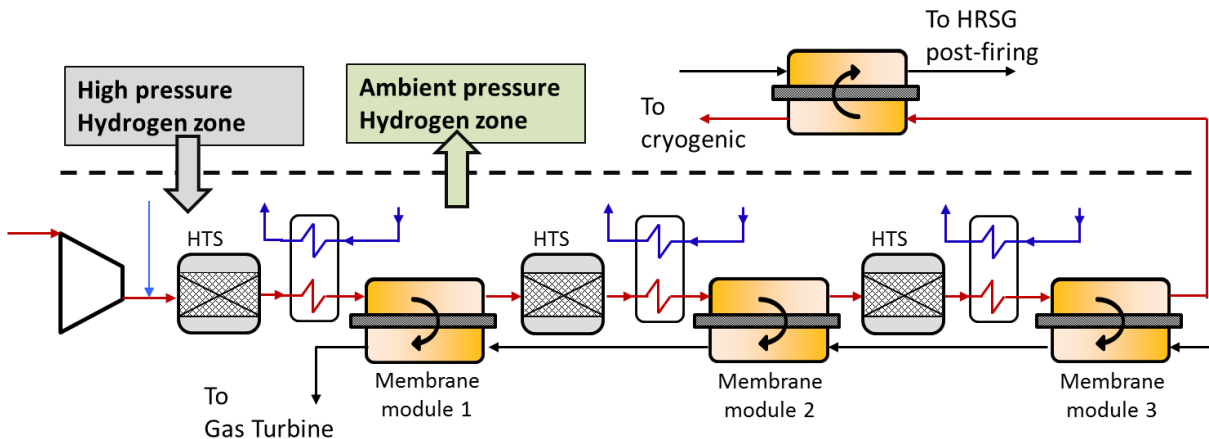 To HRSG
post-firing
High pressure
Hydrogen zone
Ambient pressure
Hydrogen zone
To
cryogenic
HTS
HTS
HTS
Membrane
module 1
Membrane
module 2
Membrane
module 3
To
Gas Turbine